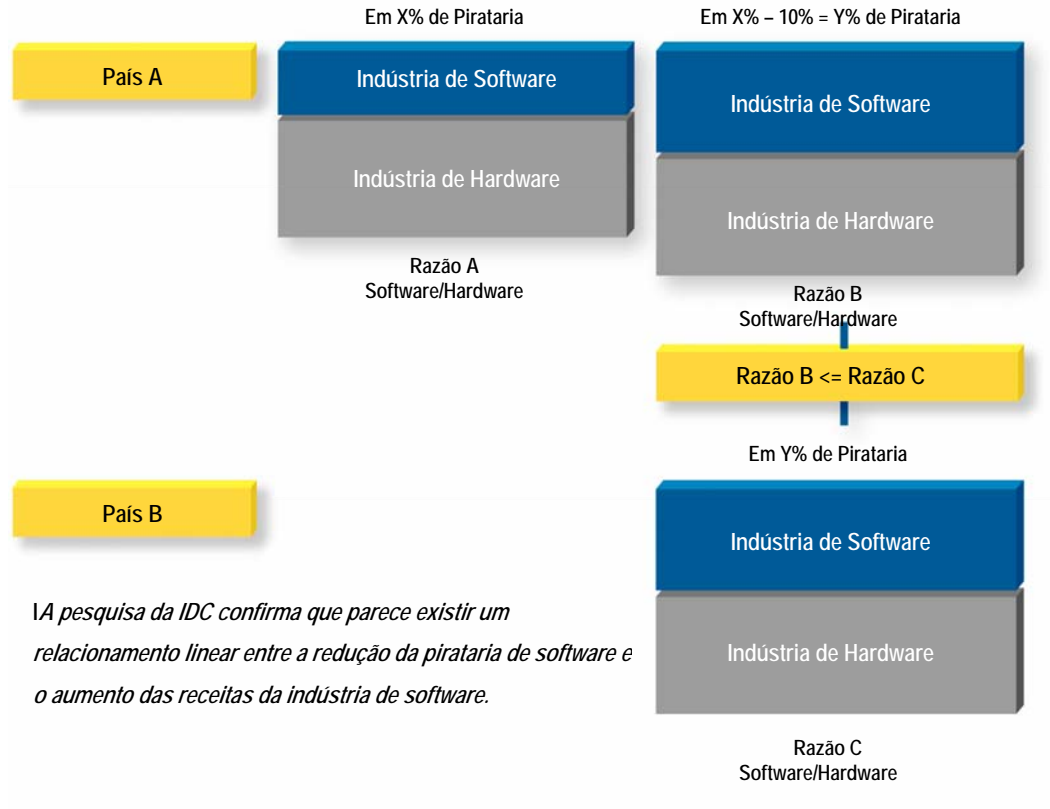 Em X% de Pirataria
Em X% – 10% = Y% de Pirataria
País A
Indústria de Software
Indústria de Software
Indústria de Hardware
Indústria de Hardware
Razão A
Software/Hardware
Razão B
Software/Hardware
Razão B <= Razão C
Em Y% de Pirataria
País B
Indústria de Software
\A pesquisa da IDC confirma que parece existir um
relacionamento linear entre a redução da pirataria de software e
o aumento das receitas da indústria de software.
Indústria de Hardware
Razão C
Software/Hardware